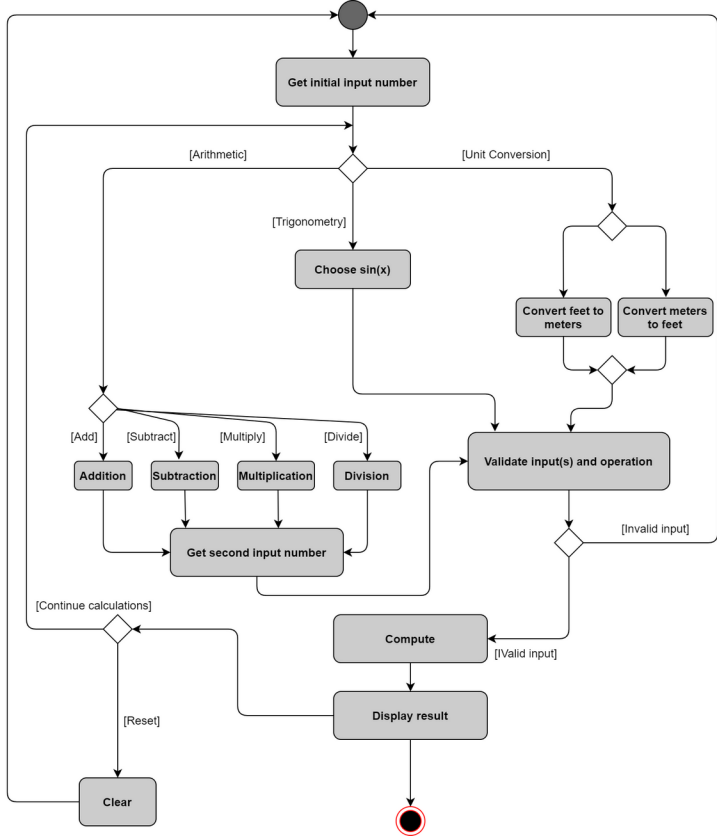 Get initial input number
[Arithmetic]
[Unit Conversion]
[Trigonometry]
Choose sin(x)
Convert feet to
meters
Convert meters
to feet
[Add]
[Subtract]
[Multiply]
[Divide]
Addition
Subtraction
Multiplication
Division
Validate input(s) and operation
Get second input number
[Invalid input]
[Continue calculations]
Compute
[IValid input]
Display result
[Reset]
Clear